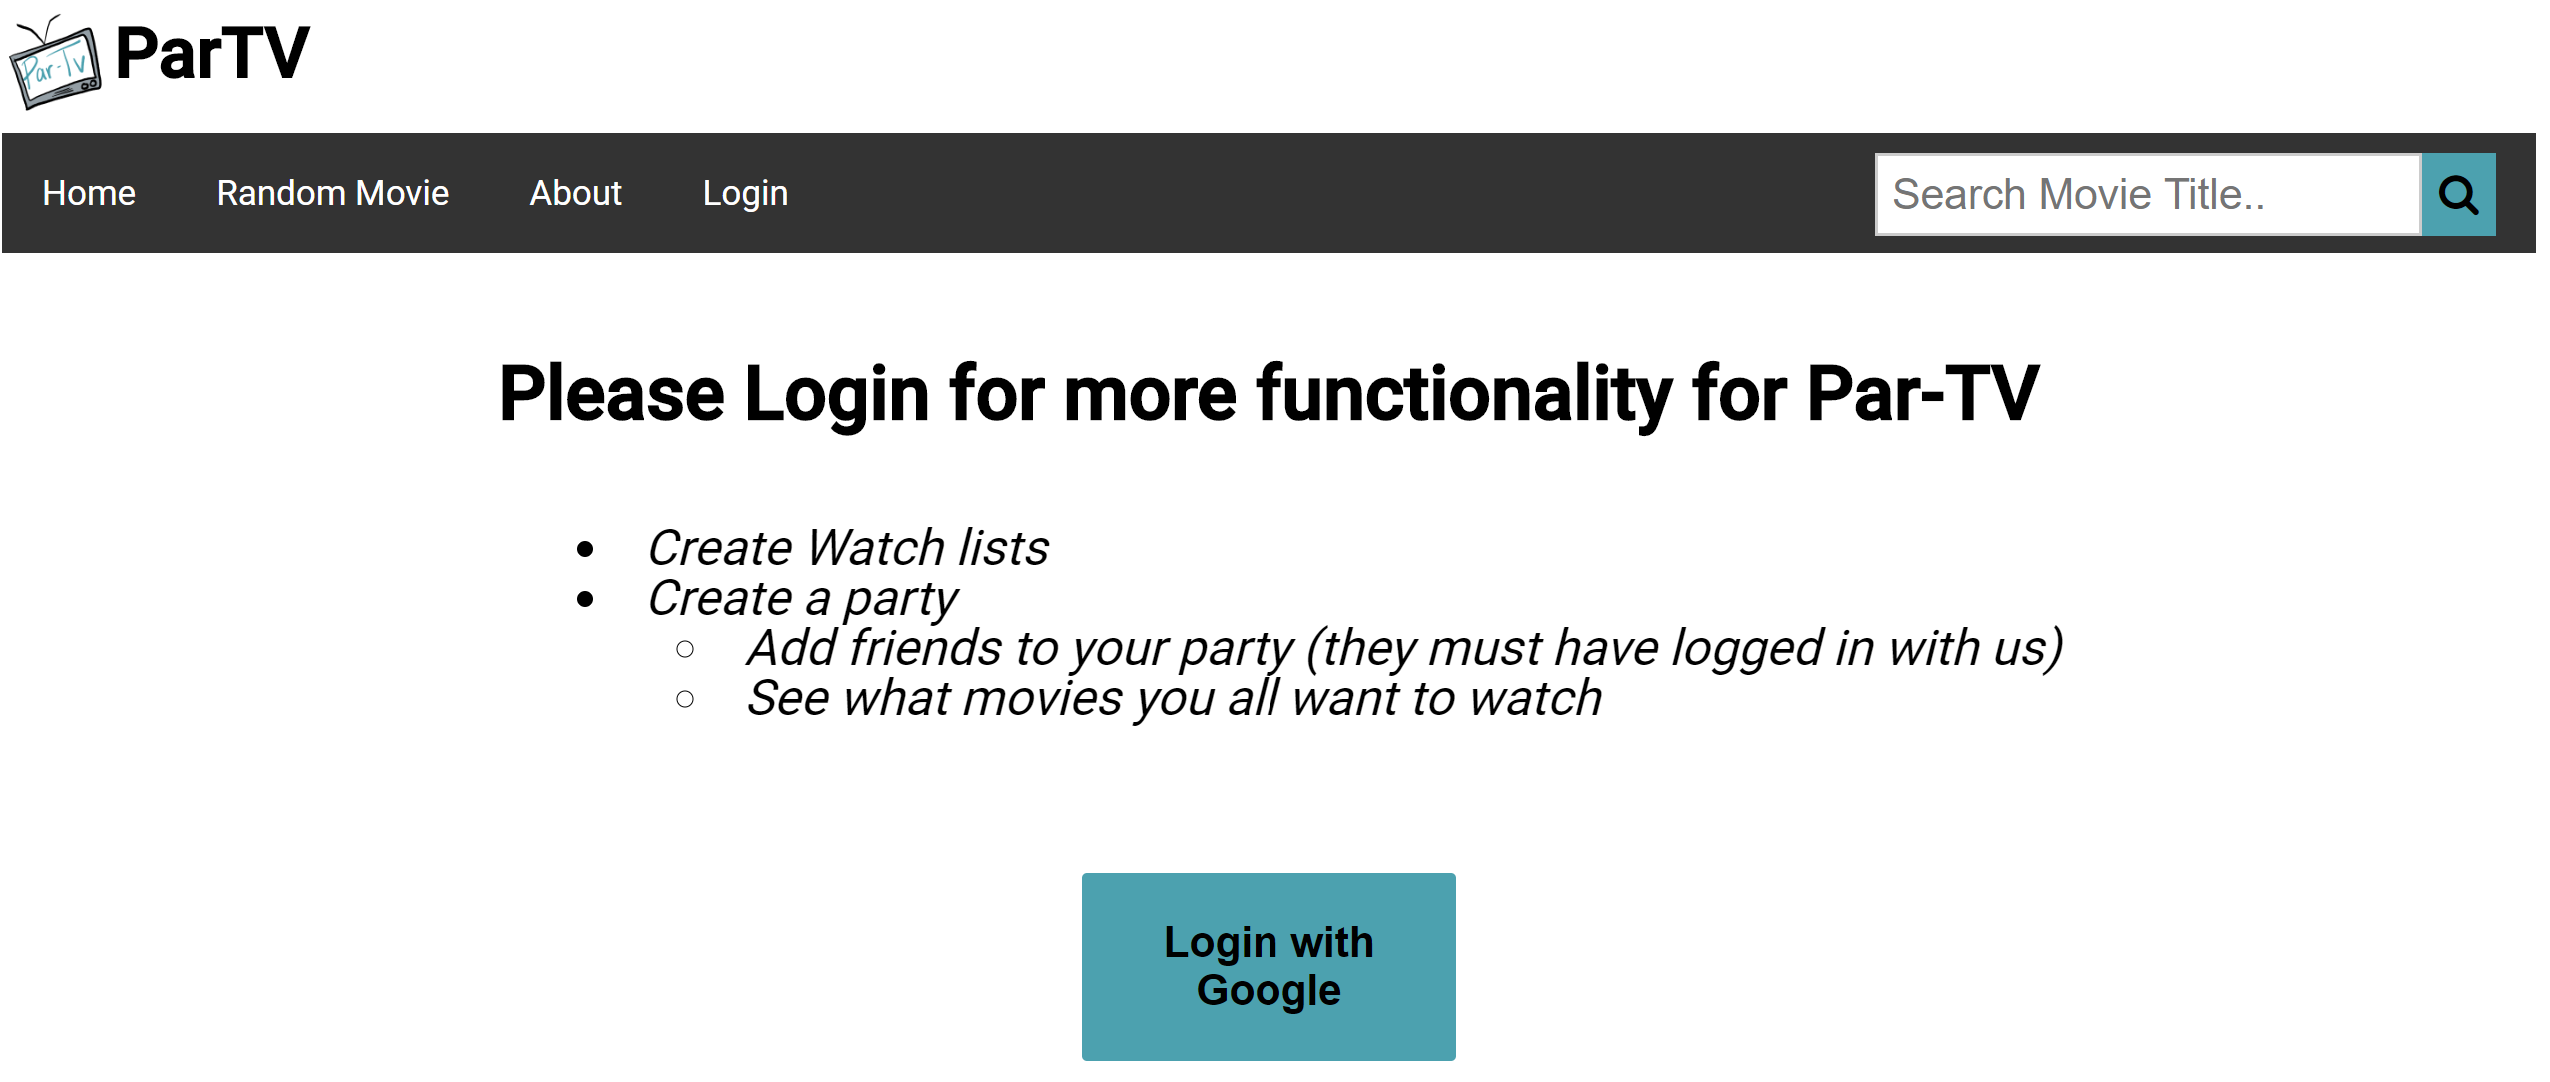 Par-Tv
ParTV
Home Random Movie About Login Search Movie Title..
Please Login for more functionality for Par-TV
Create Watch lists
Create a party
Add friends to your party (they must have logged in with us)
See what movies you all want to watch
Login with
Google